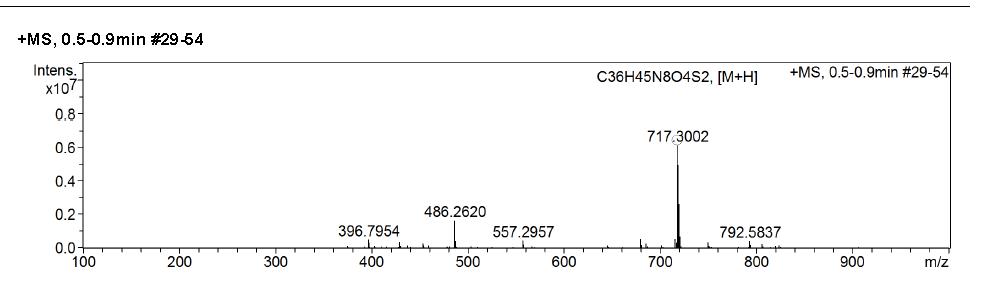 +MS, 0.5-0.9min #29-54
Intens.
x10⁷
C36H45N8O4S2, [M+H]
+MS, 0.5-0.9min #29-54
0.8
717.3002
0.6
0.4
486.2620
0.2
396.7954
557.2957
792.5837
0.0
100 200 300 400 500 600 700 800 900 m/z